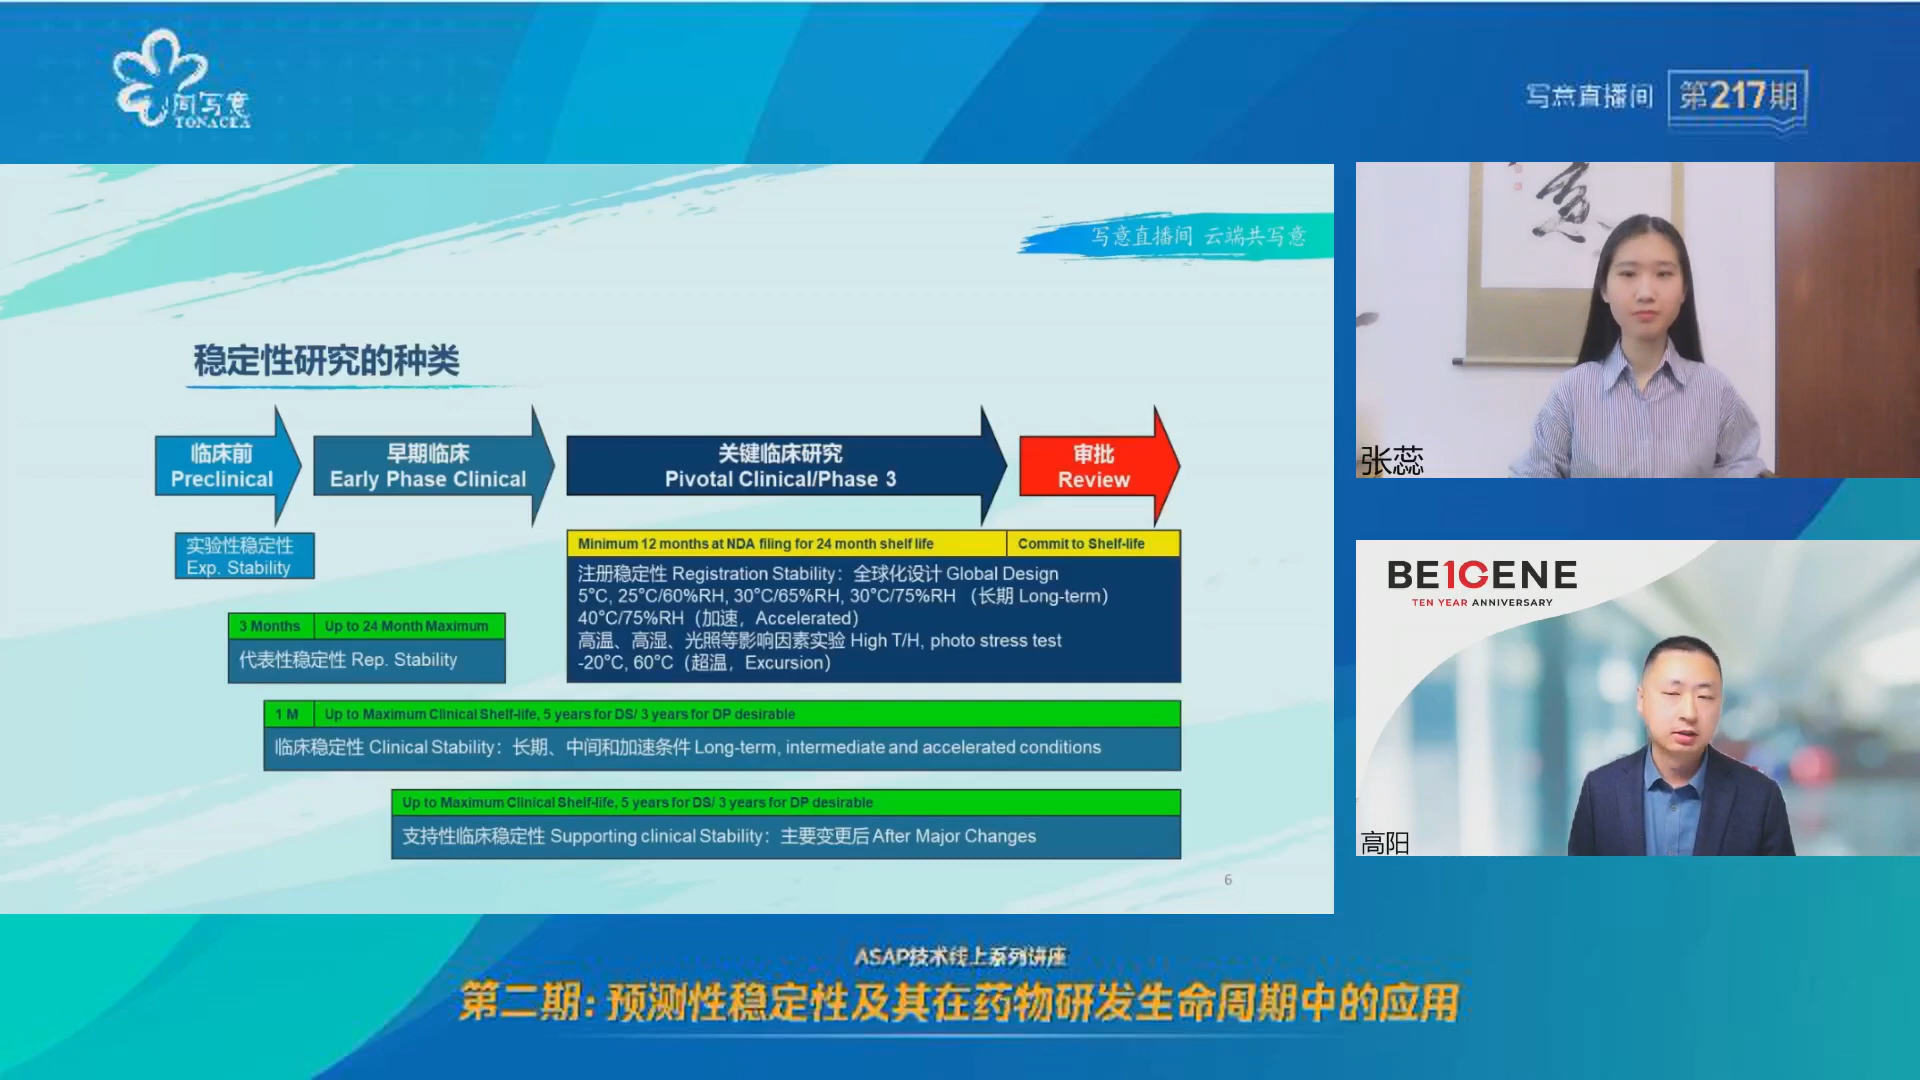 同写意
TONACEA
写意直播间 第217期
写意直播间 云端共写意
稳定性研究的种类
临床前
Preclinical
早期临床
Early Phase Clinical
关键临床研究
Pivotal Clinical/Phase 3
审批
Review
实验性稳定性
Exp. Stability
Minimum 12 months at NDA filing for 24 month shelf life
Commit to Shelf-life
注册稳定性 Registration Stability：全球化设计 Global Design
5°C, 25°C/60%RH, 30°C/65%RH, 30°C/75%RH （长期 Long-term）
40°C/75%RH（加速，Accelerated）
高温、高湿、光照等影响因素实验 High T/H, photo stress test
-20°C, 60°C（超温，Excursion）
3 Months
Up to 24 Month Maximum
代表性稳定性 Rep. Stability
1 M
Up to Maximum Clinical Shelf-life, 5 years for DS/ 3 years for DP desirable
临床稳定性 Clinical Stability：长期、中间和加速条件 Long-term, intermediate and accelerated conditions
Up to Maximum Clinical Shelf-life, 5 years for DS/ 3 years for DP desirable
支持性临床稳定性 Supporting clinical Stability：主要变更后 After Major Changes
6
张蕊
BE1GENE
TEN YEAR ANNIVERSARY
高阳
ASAP技术线上系列讲座
第二期：预测性稳定性及其在药物研发生命周期中的应用